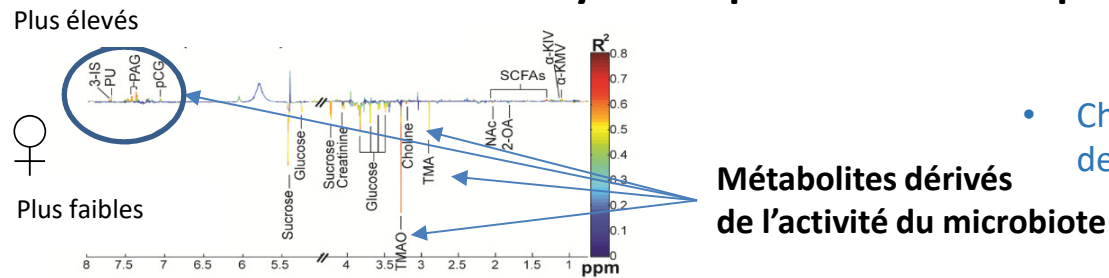 Plus élevés
R²
3-IS
PU
PAG
pCG
SCFAs
α-KIV
α-KMV
0.8
0.7
0.6
0.5
0.4
0.3
0.2
0.1
0
♀
Plus faibles
Sucrose
Glucose
Sucrose
Creatinine
Glucose
TMAO
Choline
TMA
NAc
2-OA
8 7.5 7 6.5 6 5.5 // 4 3.5 3 2.5 2 1.5 1
ppm
Métabolites dérivés
de l’activité du microbiote
• Ch
de